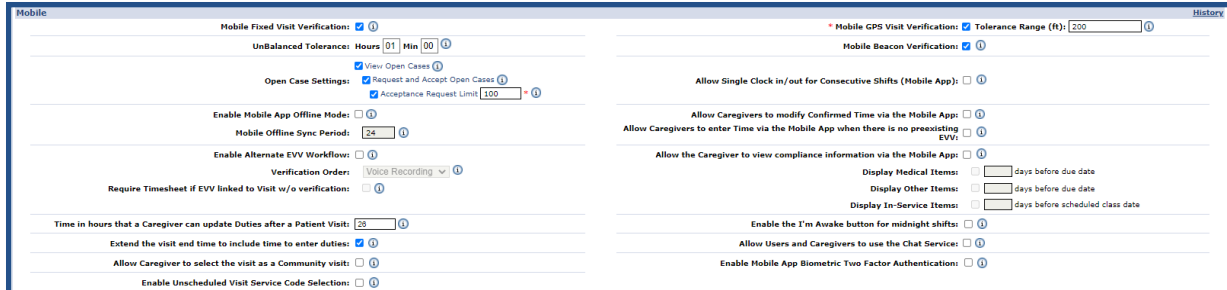 Mobile History
Mobile Fixed Visit Verification: * Mobile GPS Visit Verification: Tolerance Range (ft): 200
UnBalanced Tolerance: Hours 01 Min 00 Mobile Beacon Verification:
View Open Cases
Open Case Settings: Request and Accept Open Cases Allow Single Clock in/out for Consecutive Shifts (Mobile App):
Acceptance Request Limit 100 *
Enable Mobile App Offline Mode: Allow Caregivers to modify Confirmed Time via the Mobile App:
Mobile Offline Sync Period: 24 Allow Caregivers to enter Time via the Mobile App when there is no preexisting
EVV:
Enable Alternate EVV Workflow: Allow the Caregiver to view compliance information via the Mobile App:
Verification Order: Voice Recording Display Medical Items: days before due date
Require Timesheet if EVV linked to Visit w/o verification: Display Other Items: days before due date
Display In-Service Items: days before scheduled class date
Time in hours that a Caregiver can update Duties after a Patient Visit: 26 Enable the I'm Awake button for midnight shifts:
Extend the visit end time to include time to enter duties: Allow Users and Caregivers to use the Chat Service:
Allow Caregiver to select the visit as a Community visit: Enable Mobile App Biometric Two Factor Authentication:
Enable Unscheduled Visit Service Code Selection: